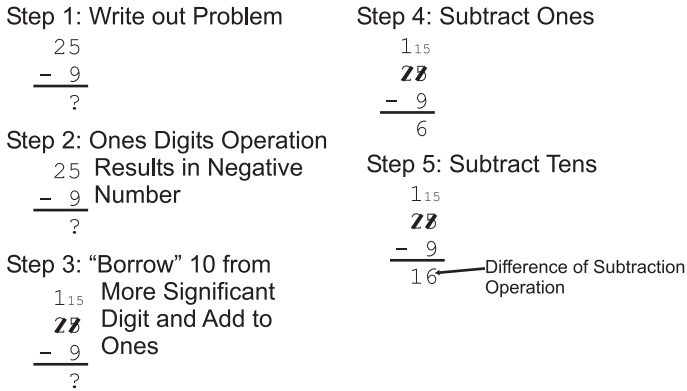 Step 1: Write out Problem
25
- 9
?
Step 2: Ones Digits Operation
Results in Negative
Number
25
- 9
?
Step 3: “Borrow” 10 from
More Significant
Digit and Add to
Ones
1 15
25
- 9
?
Step 4: Subtract Ones
1 15
25
- 9
6
Step 5: Subtract Tens
1 15
25
- 9
16
Difference of Subtraction
Operation